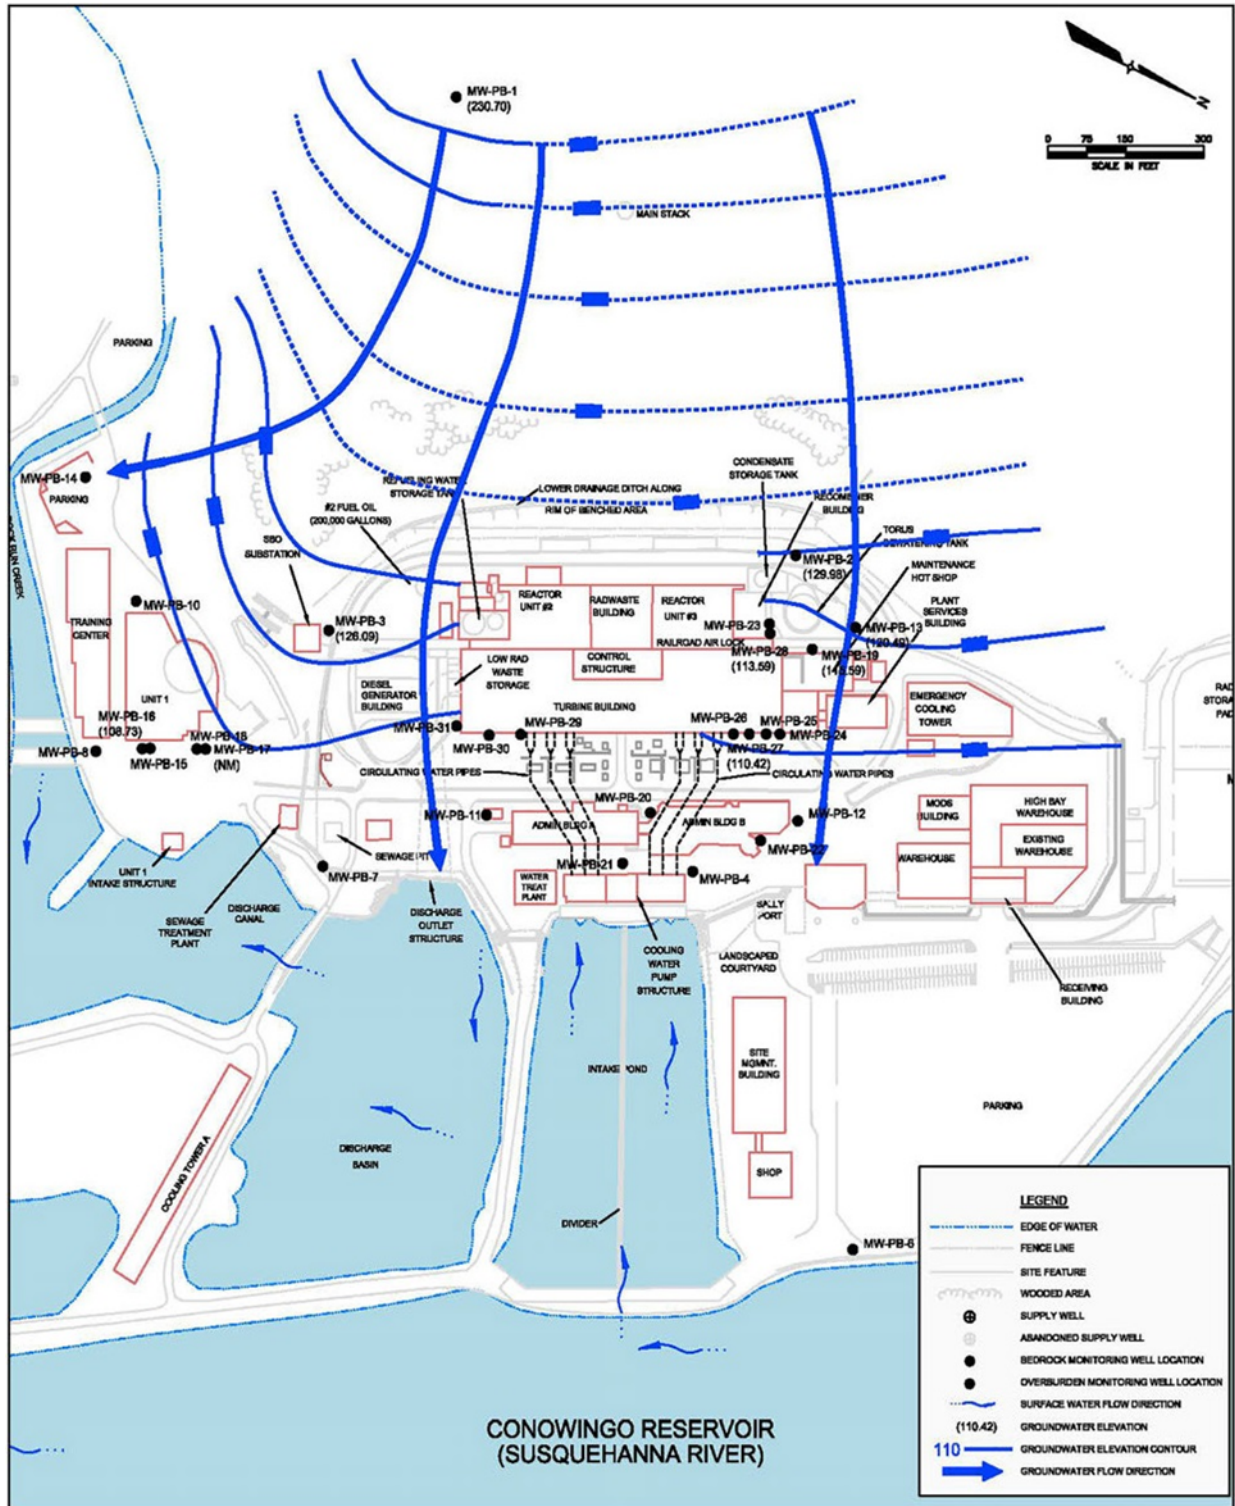 MW-PB-1
(230.70)
N
0 75 150 300
SCALE IN FEET
MAIN STACK
PARKING
MW-PB-14
PARKING
REFUELING WATER
STORAGE TANK
#2 FUEL OIL
(200,000 GALLONS)
LOWER DRAINAGE DITCH ALONG
RIM OF BENCHED AREA
CONDENSATE
STORAGE TANK
RECOMBINER
BUILDING
TORUS
DEWATERING TANK
SBO
SUBSTATION
MW-PB-2
(129.98)
MAINTENANCE
HOT SHOP
PLANT
SERVICES
BUILDING
ROCK RUN CREEK
TRAINING
CENTER
MW-PB-10
MW-PB-3
(126.09)
REACTOR
UNIT #2
RADWASTE
BUILDING
REACTOR
UNIT #3
RAILROAD AIR LOCK
MW-PB-23
MW-PB-28
(113.59)
MW-PB-13
MW-PB-19
LOW RAD
WASTE
STORAGE
CONTROL
STRUCTURE
DIESEL
GENERATOR
BUILDING
UNIT 1
TURBINE BUILDING
EMERGENCY
COOLING
TOWER
MW-PB-16
(108.73)
MW-PB-8
MW-PB-15
MW-PB-18
MW-PB-17
(NM)
MW-PB-31
MW-PB-30
MW-PB-29
MW-PB-26
MW-PB-25
MW-PB-24
MW-PB-27
(110.42)
CIRCULATING WATER PIPES
CIRCULATING WATER PIPES
MW-PB-20
MW-PB-11
ADMIN BLDG A
ADMIN BLDG B
MW-PB-12
MODS
BUILDING
HIGH BAY
WAREHOUSE
EXISTING
WAREHOUSE
WAREHOUSE
MW-PB-22
SEWAGE PIT
MW-PB-7
MW-PB-21
MW-PB-4
UNIT 1
INTAKE STRUCTURE
WATER
TREAT
PLANT
SALLY
PORT
DISCHARGE
CANAL
SEWAGE
TREATMENT
PLANT
DISCHARGE
OUTLET
STRUCTURE
COOLING
WATER
PUMP
STRUCTURE
LANDSCAPED
COURTYARD
RECEIVING
BUILDING
INTAKE POND
SITE
MGMNT.
BUILDING
PARKING
COOLING TOWER A
DISCHARGE
BASIN
SHOP
DIVIDER
MW-PB-6
LEGEND
EDGE OF WATER
FENCE LINE
SITE FEATURE
WOODED AREA
SUPPLY WELL
ABANDONED SUPPLY WELL
BEDROCK MONITORING WELL LOCATION
OVERBURDEN MONITORING WELL LOCATION
SURFACE WATER FLOW DIRECTION
(110.42) GROUNDWATER ELEVATION
110 GROUNDWATER ELEVATION CONTOUR
GROUNDWATER FLOW DIRECTION
CONOWINGO RESERVOIR
(SUSQUEHANNA RIVER)